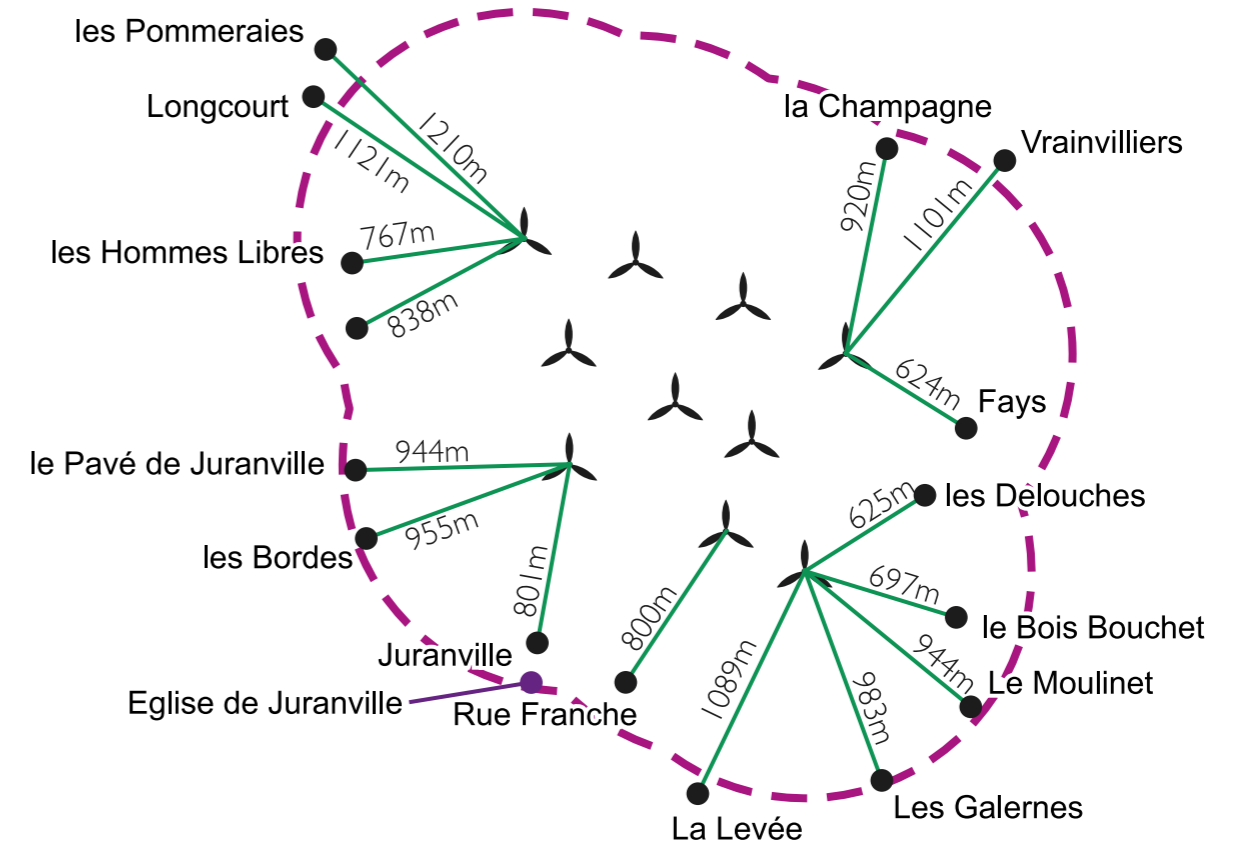 les Pommeraies
Longcourt
1210m
1121m
la Champagne
Vrainvilliers
920m
1101m
les Hommes Libres
767m
838m
624m
Fays
le Pavé de Juranville
944m
les Bordes
955m
801m
625m
les Delouches
697m
le Bois Bouchet
800m
Juranville
1089m
944m
Le Moulinet
983m
Eglise de Juranville
Rue Franche
Les Galernes
La Levée